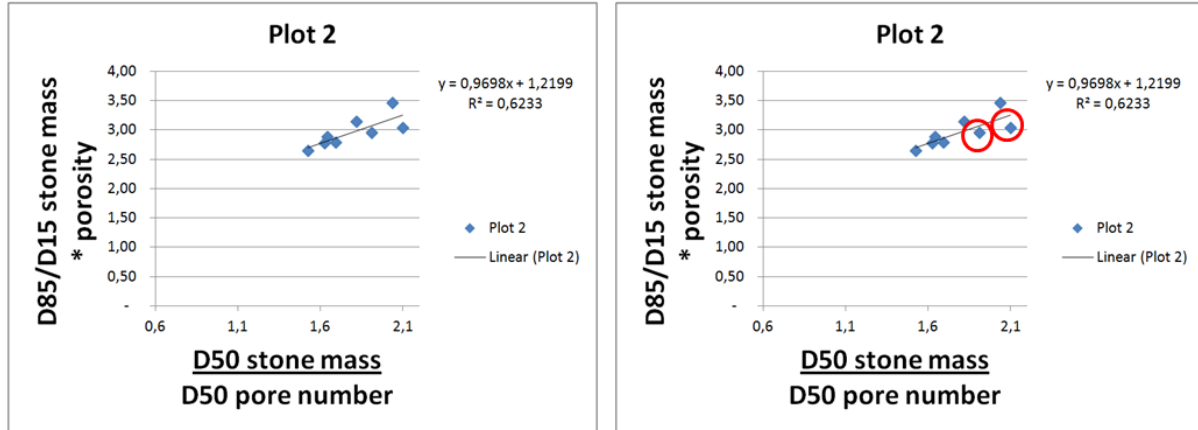 Plot 2
D85/D15 stone mass
* porosity
4,00
3,50
3,00
2,50
2,00
1,50
1,00
0,50
-
0,6
1,1
1,6
2,1
D50 stone mass
D50 pore number
y = 0,9698x + 1,2199
R² = 0,6233
Plot 2
Linear (Plot 2)
Plot 2
D85/D15 stone mass
* porosity
4,00
3,50
3,00
2,50
2,00
1,50
1,00
0,50
-
0,6
1,1
1,6
2,1
D50 stone mass
D50 pore number
y = 0,9698x + 1,2199
R² = 0,6233
Plot 2
Linear (Plot 2)